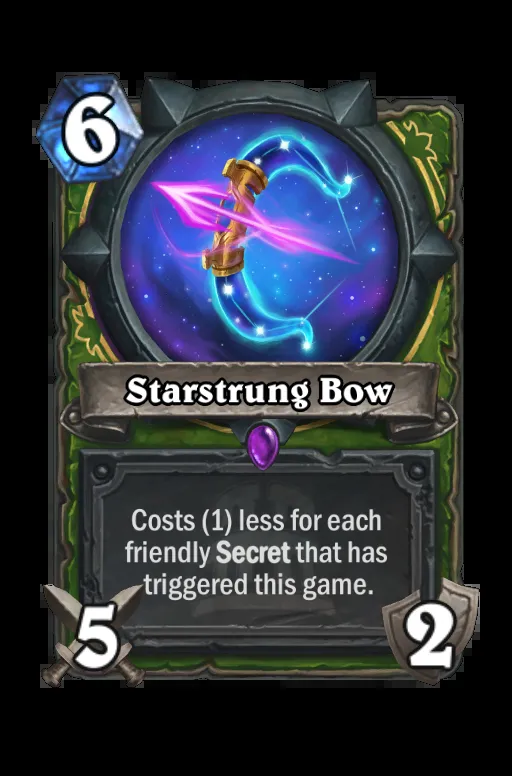 6
Starstrung Bow
Costs (1) less for each
friendly Secret that has
triggered this game.
5
2